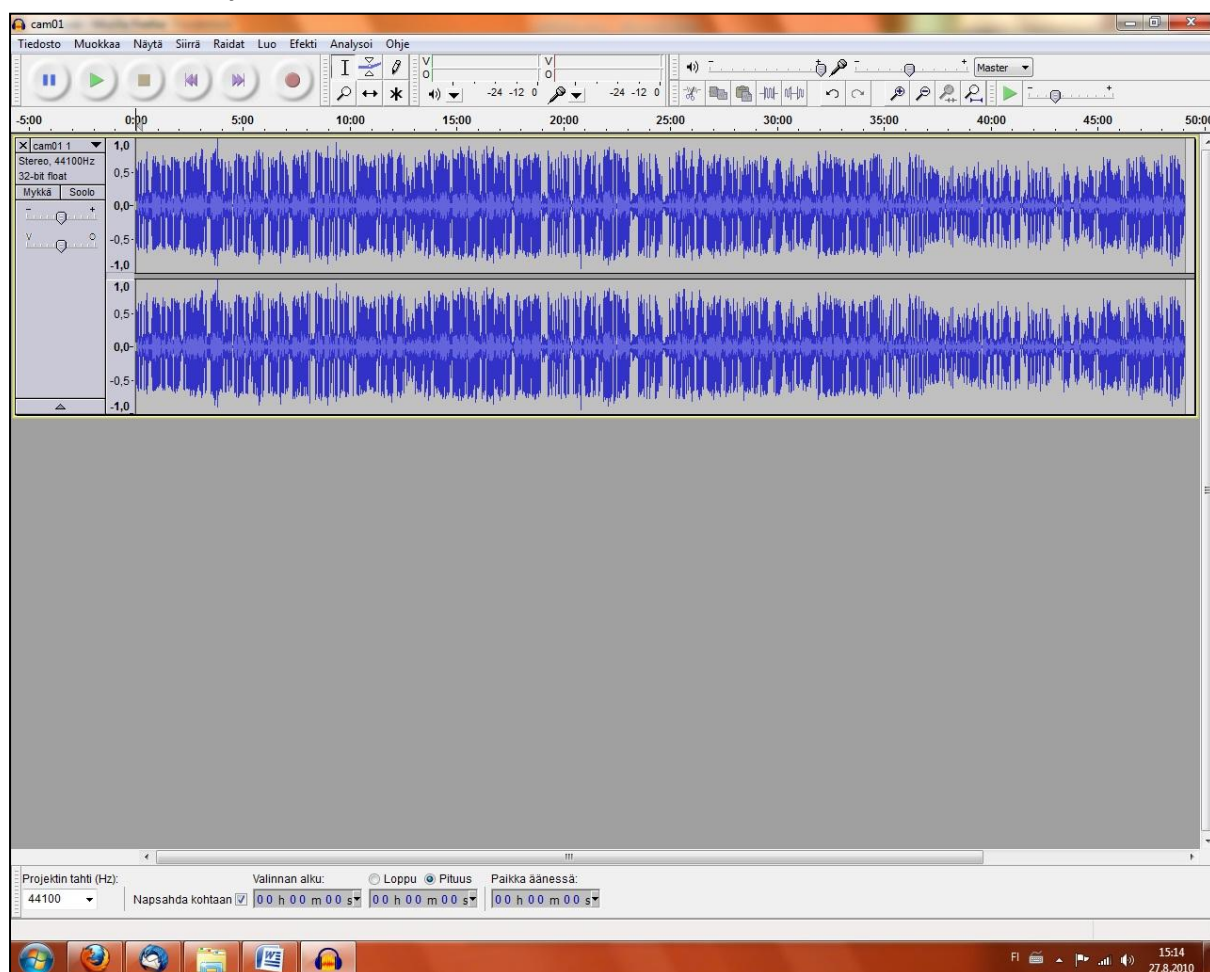 cam01
Tiedosto Muokkaa Näytä Siirrä Raidat Luo Efekti Analysoi Ohje
V
O
-24 -12 0
V
O
-24 -12 0
- +
- +
Master
- +
-5:00 0:00 5:00 10:00 15:00 20:00 25:00 30:00 35:00 40:00 45:00 50:00
X cam01 1
Stereo, 44100Hz
32-bit float
Mykkä Soolo
- +
V O
1,0
0,5-
0,0-
-0,5-
-1,0
1,0
0,5-
0,0-
-0,5-
-1,0
Projektin tahti (Hz): Valinnan alku: Loppu Pituus Paikka äänessä:
44100 Napsahda kohtaan 00 h 00 m 00 s 00 h 00 m 00 s 00 h 00 m 00 s
FI 15:14
27.8.2010